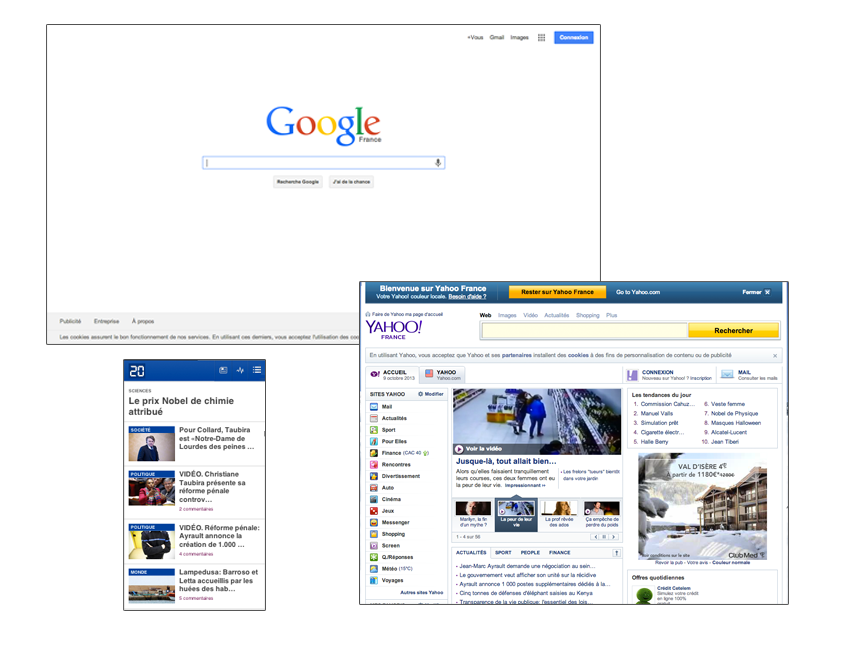 +Vous Gmail Images Connexion
Google
France
Recherche Google J'ai de la chance
Publicité Entreprise À propos
Les cookies assurent le bon fonctionnement de nos services. En utilisant ces derniers, vous acceptez l'utilisation des coo
20
SCIENCES
Le prix Nobel de chimie
attribué
SOCIÉTÉ
Pour Collard, Taubira
est «Notre-Dame de
Lourdes des peines ...
POLITIQUE
VIDÉO. Christiane
Taubira présente sa
réforme pénale
controv...
2 commentaires
POLITIQUE
VIDÉO. Réforme pénale:
Ayrault annonce la
création de 1.000 ...
4 commentaires
MONDE
Lampedusa: Barroso et
Letta accueillis par les
huées des hab...
5 commentaires
Bienvenue sur Yahoo France
Votre Yahoo! couleur locale. Besoin d'aide ?
Rester sur Yahoo France
Go to Yahoo.com
Fermer ✕
Faire de Yahoo ma page d'accueil
YAHOO!
FRANCE
Web Images Vidéo Actualités Shopping Plus
Rechercher
En utilisant Yahoo, vous acceptez que Yahoo et ses partenaires installent des cookies à des fins de personnalisation de contenu ou de publicité
ACCUEIL
9 octobre 2013
YAHOO
Yahoo.com
CONNEXION
Nouveau sur Yahoo! ? Inscription
MAIL
Consulter les mails
SITES YAHOO Modifier
Mail
Actualités
Sport
Pour Elles
Finance (CAC 40)
Rencontres
Divertissement
Auto
Cinéma
Jeux
Messenger
Shopping
Screen
Q/Réponses
Météo (15°C)
Voyages
Autres sites Yahoo
Voir la vidéo
Jusque-là, tout allait bien...
Alors qu'elles faisaient tranquillement
leurs courses, ces deux femmes ont eu
la peur de leur vie. Impressionnant
Les frelons "tueurs" bientôt
dans votre jardin
Marilyn, la fin
d'un mythe ?
La peur de leur
vie
La prof rêvée
des ados
Ça empêche de
perdre du poids
1 - 4 sur 56
ACTUALITÉS SPORT PEOPLE FINANCE
Jean-Marc Ayrault demande une négociation au sein...
Le gouvernement veut afficher son unité sur la récidive
Ayrault annonce 1 000 postes supplémentaires dédiés à la...
Cinq tonnes de défenses d'éléphant saisies au Kenya
Transparence de la vie publique: l'essentiel des lois...
Les tendances du jour
1. Commission Cahuz...
2. Manuel Valls
3. Simulation prêt
4. Cigarette électr...
5. Halle Berry
6. Veste femme
7. Nobel de Physique
8. Masques Halloween
9. Alcatel-Lucent
10. Jean Tiberi
VAL D'ISÈRE 4
À partir de 1180€*
Voir conditions sur le site
ClubMed
Revoir la pub - Votre avis - Couleur normale
Offres quotidiennes
Crédit Cetelem
Simulez votre crédit
en ligne 100%